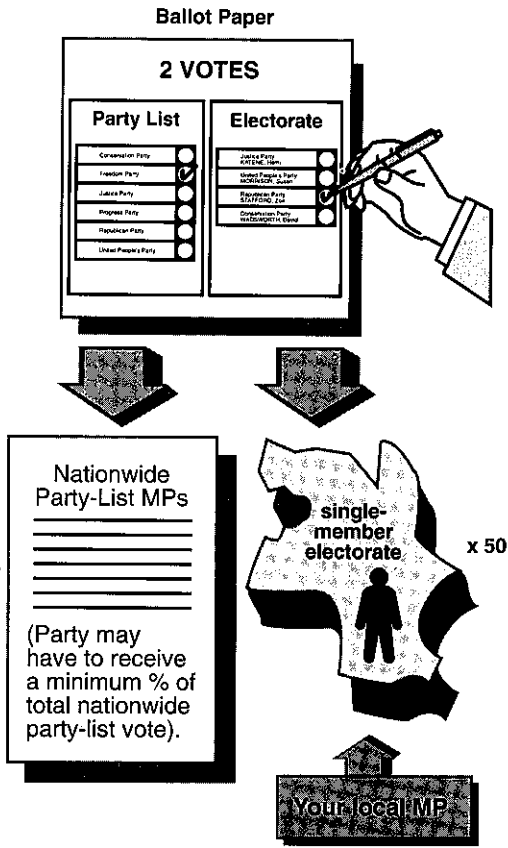 Ballot Paper
2 VOTES
Party List
Conservation Party
Freedom Party
Justice Party
Progress Party
Republican Party
United People's Party
Electorate
Justice Party
KATENE, Hemi
United People's Party
MORRISON, Susan
Republican Party
STAFFORD, Zoe
Conservation Party
WADSWORTH, David
Nationwide
Party-List MPs
(Party may
have to receive
a minimum % of
total nationwide
party-list vote).
single-
member
electorate
x 50
Your local MP